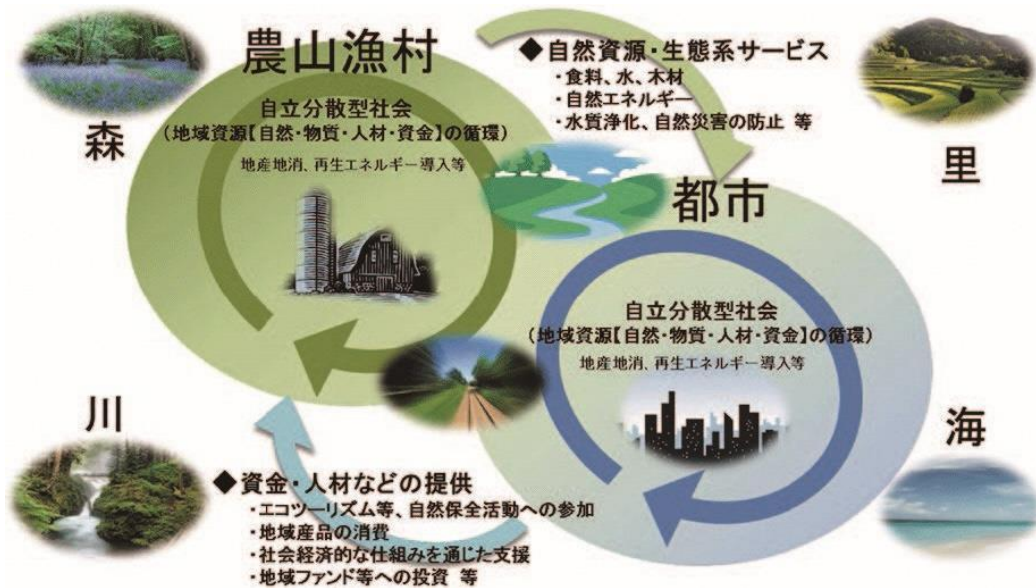 農山漁村
自立分散型社会
（地域資源【自然・物質・人材・資金】の循環）
地産地消、再生エネルギー導入等
◆自然資源・生態系サービス
・食料、水、木材
・自然エネルギー
・水質浄化、自然災害の防止 等
森
里
都市
自立分散型社会
（地域資源【自然・物質・人材・資金】の循環）
地産地消、再生エネルギー導入等
川
海
◆資金・人材などの提供
・エコツーリズム等、自然保全活動への参加
・地域産品の消費
・社会経済的な仕組みを通じた支援
・地域ファンド等への投資 等